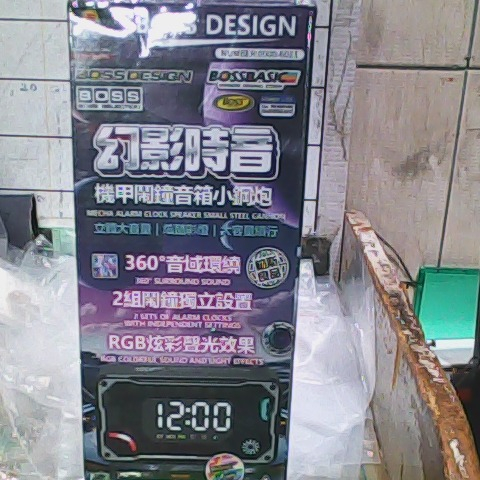 BOSS DESIGN
BOSS DESIGN
BOSSBASIC
BOSS
BOSS
幻影時音
機甲鬧鐘音箱小鋼炮
MECHA ALARM CLOCK SPEAKER SMALL STEEL CANNON
360°音域環繞
360° SURROUND SOUND
2組鬧鐘獨立設置
2 SETS OF ALARM CLOCKS
WITH INDEPENDENT SETTINGS
RGB炫彩聲光效果
RGB COLORFUL SOUND AND LIGHT EFFECTS
12:00
20